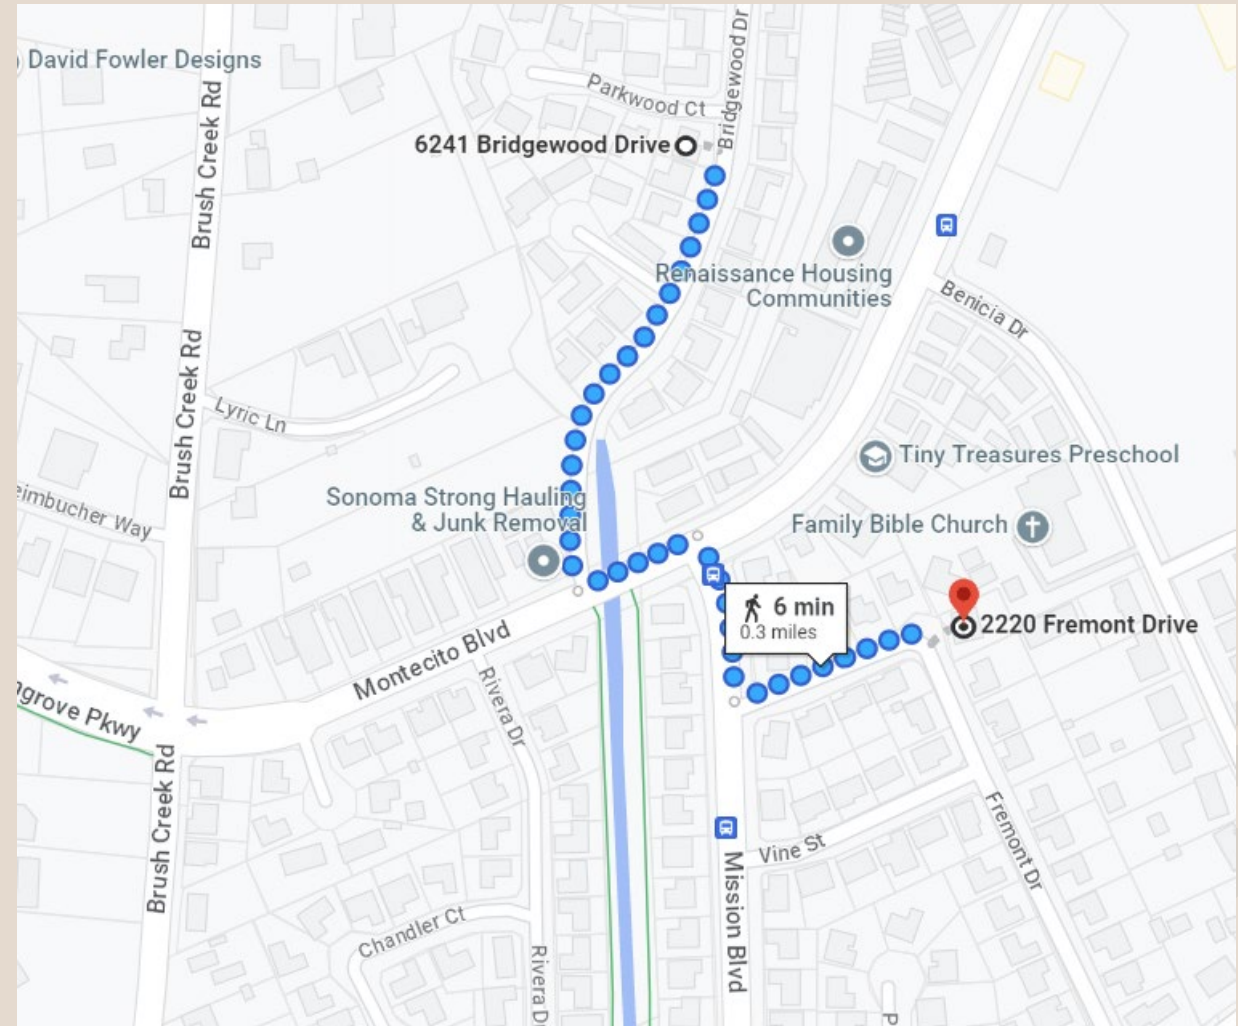 David Fowler Designs
Bridgewood Dr
Parkwood Ct
Brush Creek Rd
6241 Bridgewood Drive
Renaissance Housing
Communities
Benicia Dr
Brush Creek Rd
Lyric Ln
Tiny Treasures Preschool
eimbucher Way
Sonoma Strong Hauling
& Junk Removal
Family Bible Church
6 min
0.3 miles
2220 Fremont Drive
Montecito Blvd
ngrove Pkwy
Rivera Dr
Brush Creek Rd
Vine St
Fremont Dr
Mission Blvd
Chandler Ct
Rivera D
P